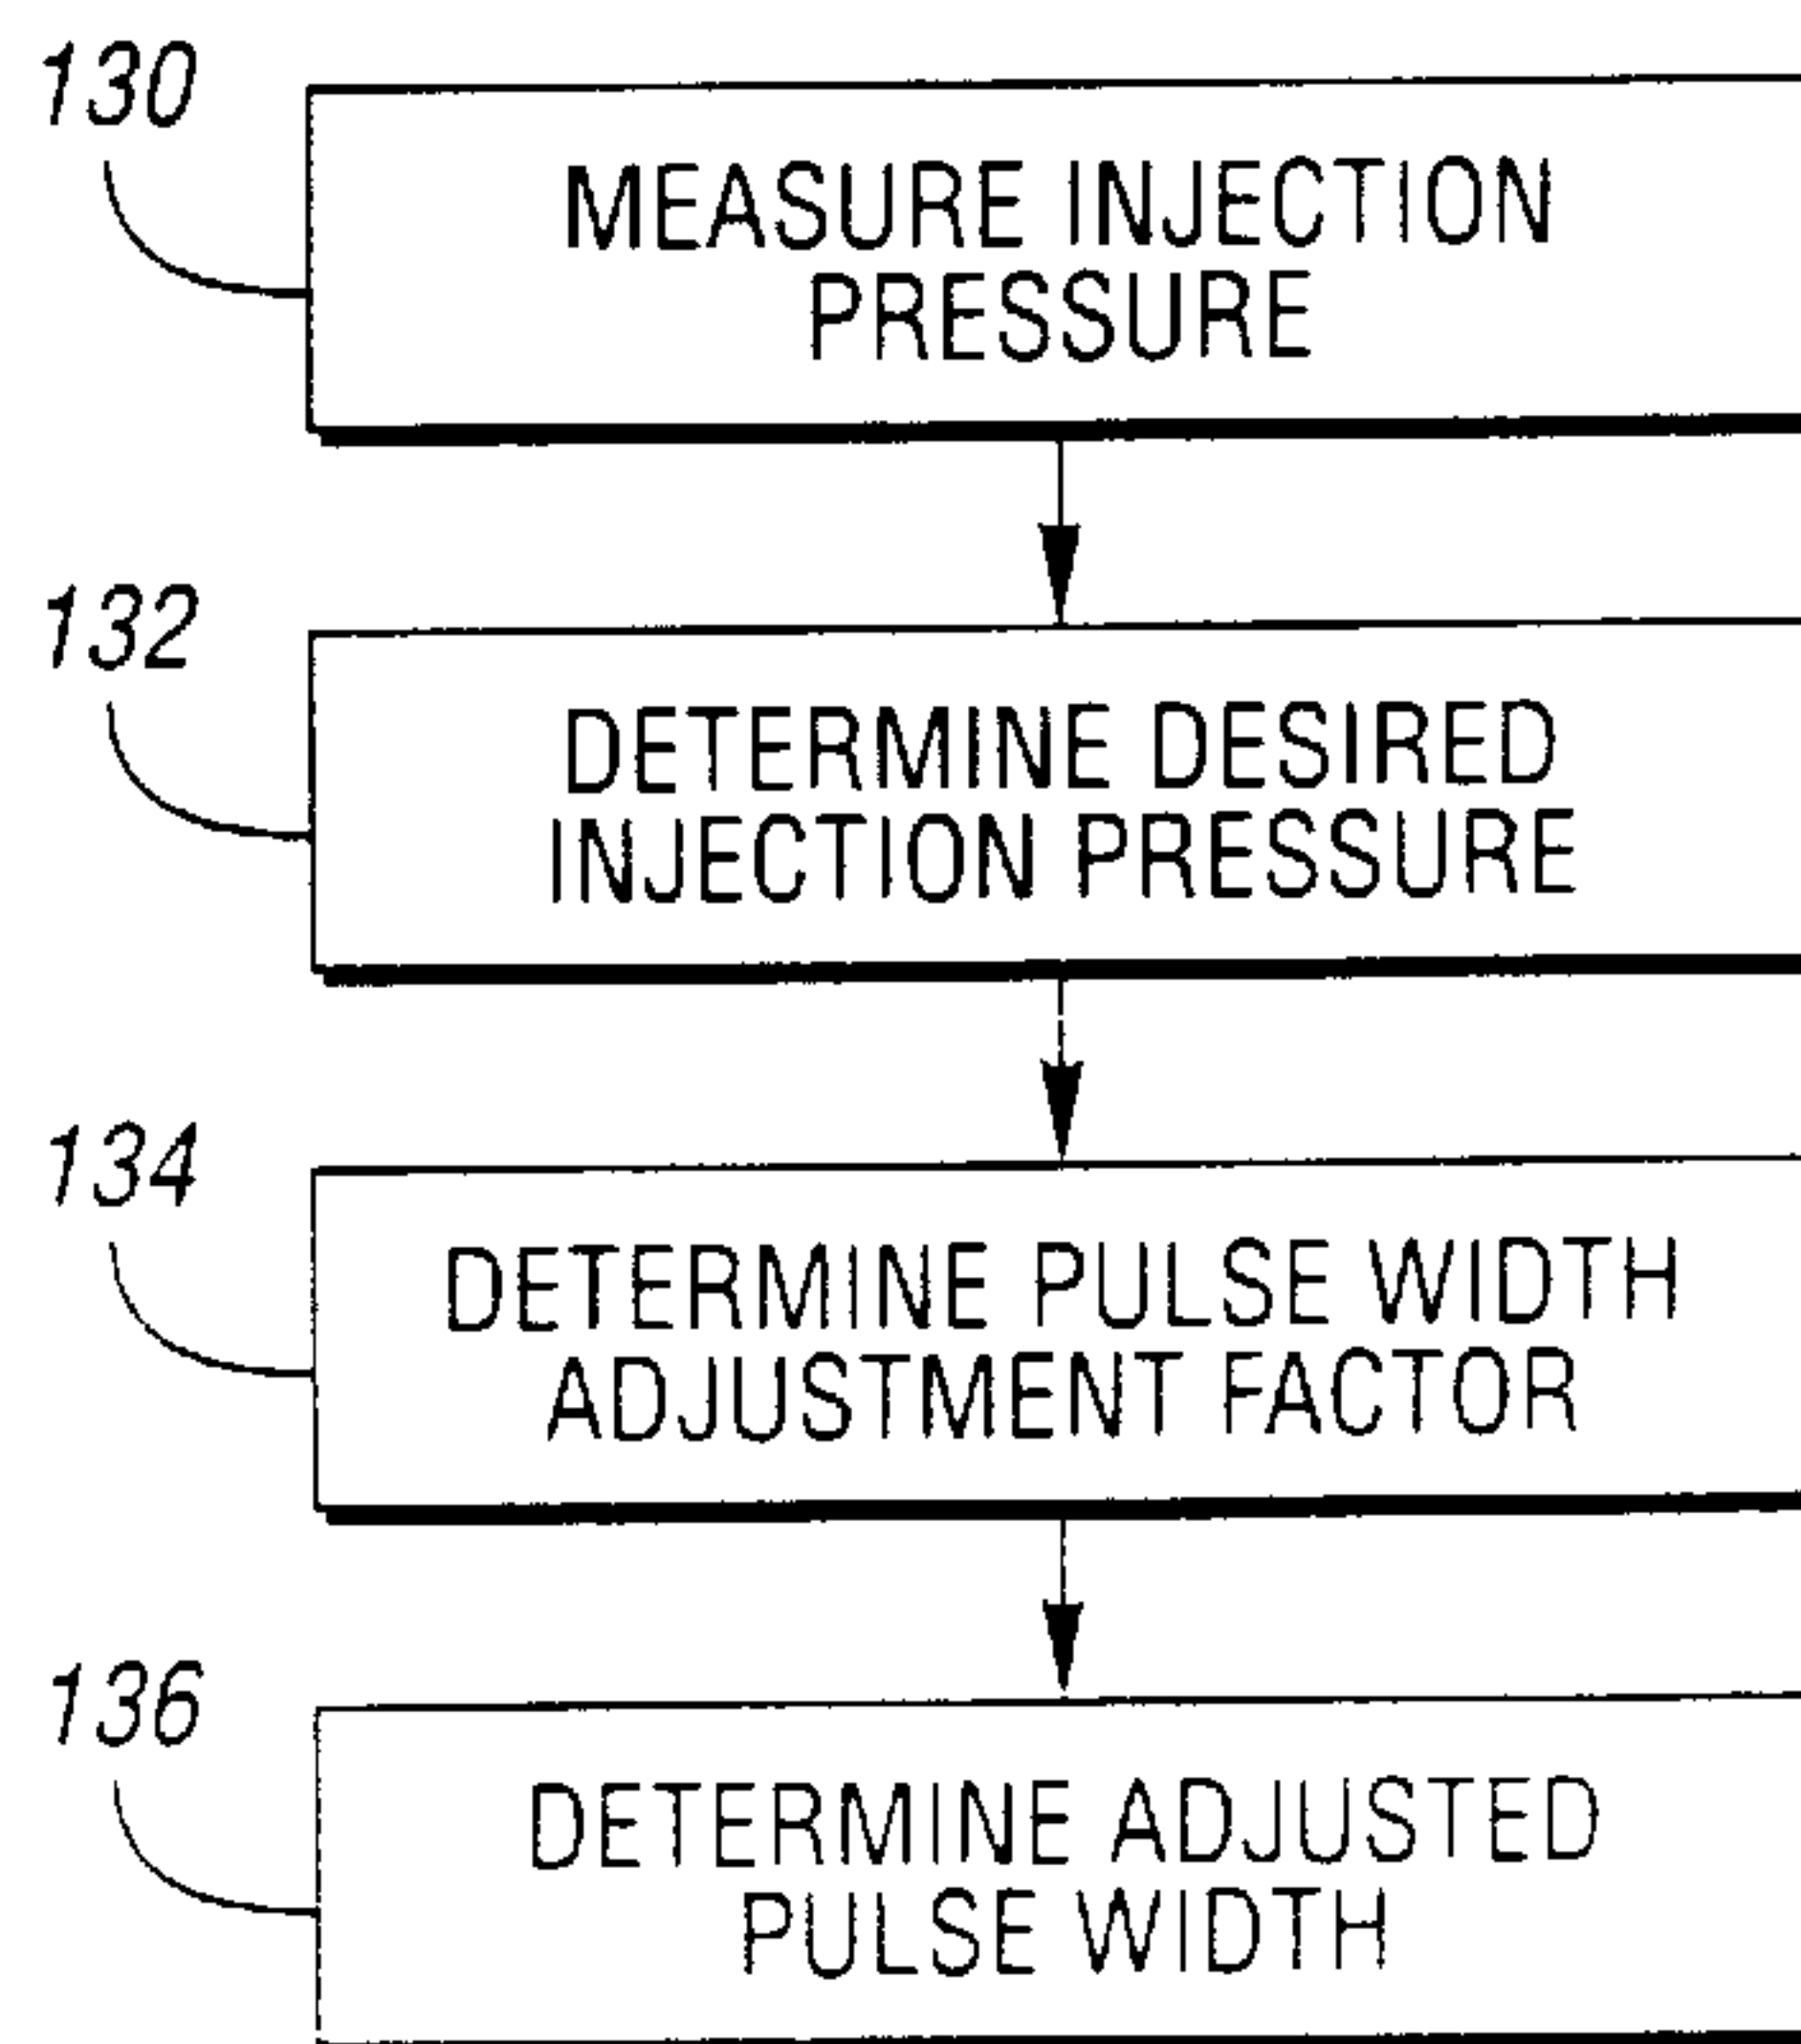 130
MEASURE INJECTION
PRESSURE
132
DETERMINE DESIRED
INJECTION PRESSURE
134
DETERMINE PULSE WIDTH
ADJUSTMENT FACTOR
136
DETERMINE ADJUSTED
PULSE WIDTH